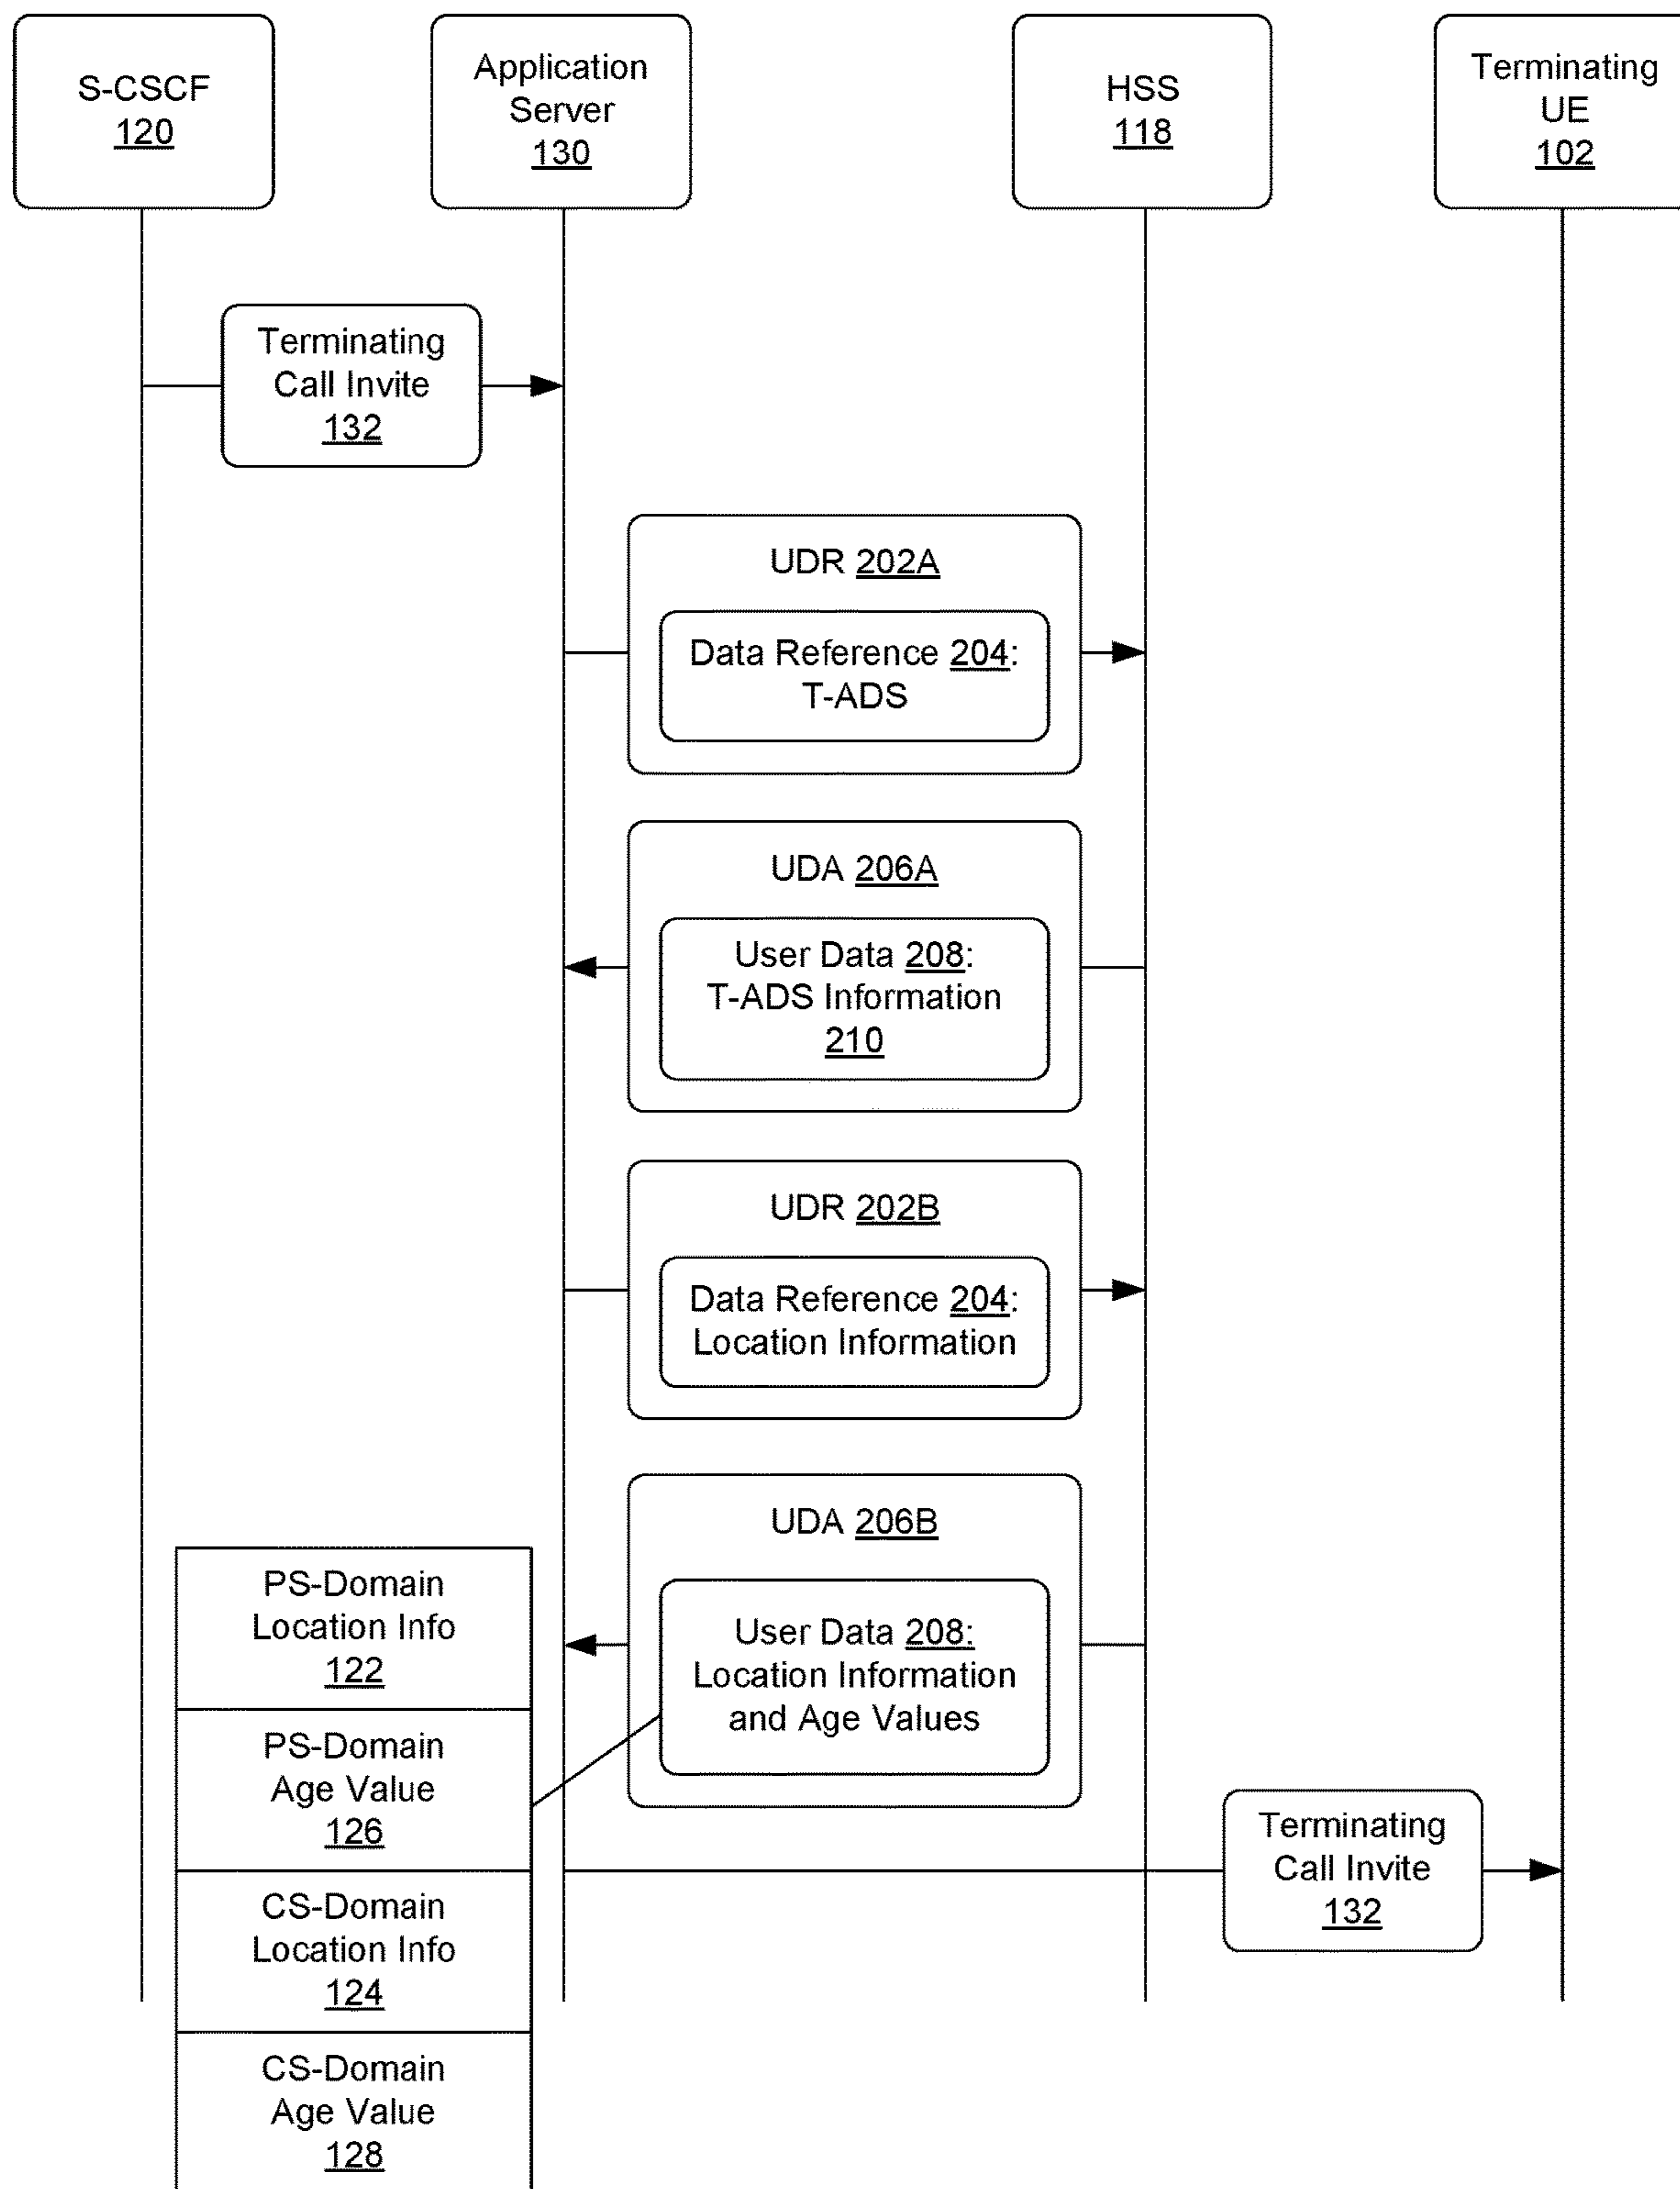 S-CSCF
120
Application
Server
130
HSS
118
Terminating
UE
102
Terminating
Call Invite
132
UDR 202A
Data Reference 204:
T-ADS
UDA 206A
User Data 208:
T-ADS Information
210
UDR 202B
Data Reference 204:
Location Information
UDA 206B
User Data 208:
Location Information
and Age Values
PS-Domain
Location Info
122
PS-Domain
Age Value
126
CS-Domain
Location Info
124
CS-Domain
Age Value
128
Terminating
Call Invite
132